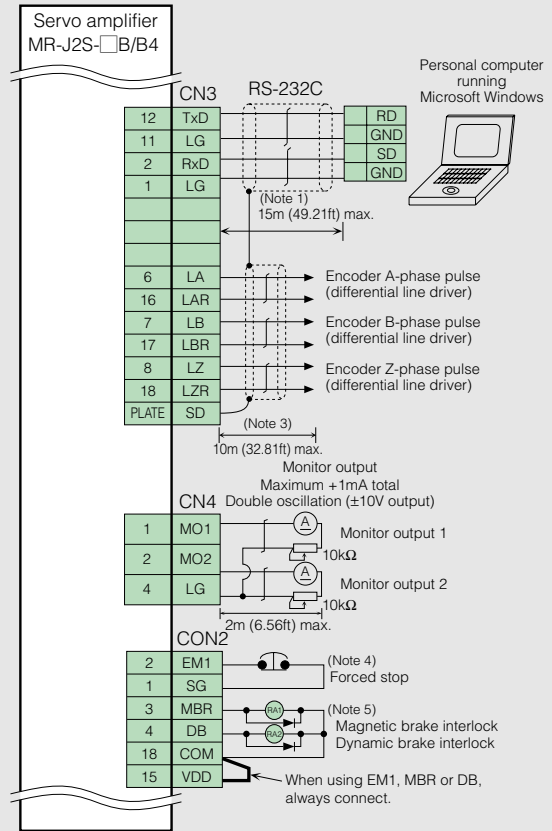 Servo amplifier
MR-J2S-□B/B4
Personal computer
running
Microsoft Windows
CN3
RS-232C
12 TxD RD
11 LG GND
2 RxD SD
1 LG GND
(Note 1)
15m (49.21ft) max.
6 LA
16 LAR
7 LB
17 LBR
8 LZ
18 LZR
PLATE SD
Encoder A-phase pulse
(differential line driver)
Encoder B-phase pulse
(differential line driver)
Encoder Z-phase pulse
(differential line driver)
(Note 3)
10m (32.81ft) max.
Monitor output
Maximum +1mA total
Double oscillation (±10V output)
CN4
1 MO1
2 MO2
4 LG
A
Monitor output 1
10kΩ
A
Monitor output 2
10kΩ
2m (6.56ft) max.
CON2
2 EM1
1 SG
3 MBR
4 DB
18 COM
15 VDD
(Note 4)
Forced stop
RA1
(Note 5)
Magnetic brake interlock
RA2
Dynamic brake interlock
When using EM1, MBR or DB,
always connect.